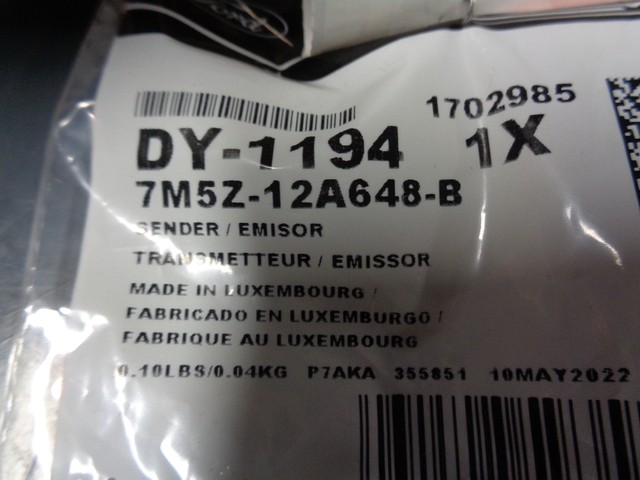 Ford
1702985
DY-1194 1X
7M5Z-12A648-B
SENDER / EMISOR
TRANSMETTEUR / EMISSOR
MADE IN LUXEMBOURG /
FABRICADO EN LUXEMBURGO /
FABRIQUE AU LUXEMBOURG
0.10LBS/0.04KG P7AKA 355851 10MAY2022